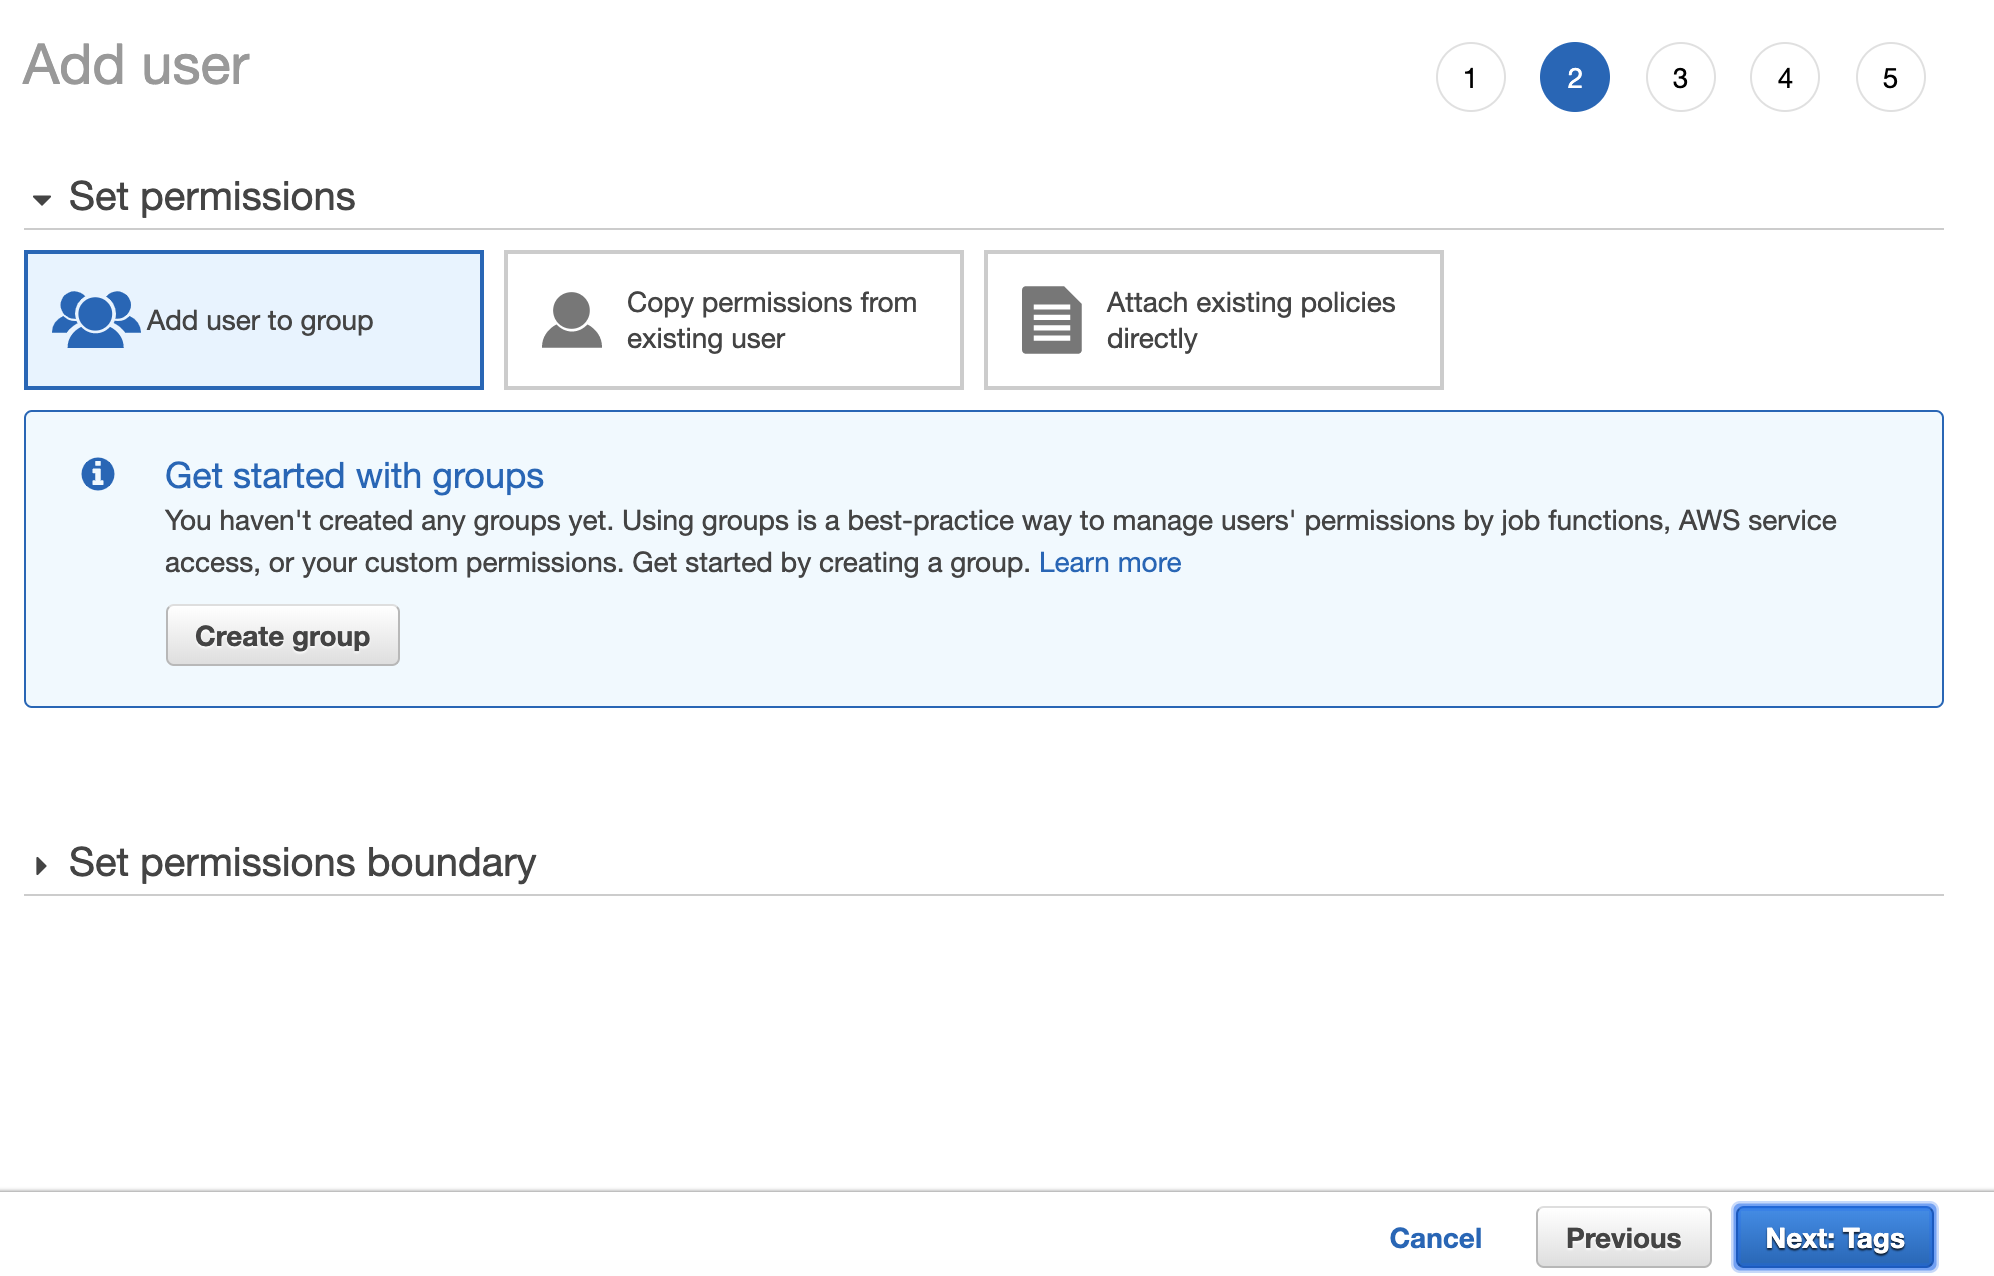 Add user
1 2 3 4 5
Set permissions
Add user to group
Copy permissions from
existing user
Attach existing policies
directly
Get started with groups
You haven't created any groups yet. Using groups is a best-practice way to manage users' permissions by job functions, AWS service
access, or your custom permissions. Get started by creating a group. Learn more
Create group
Set permissions boundary
Cancel Previous Next: Tags